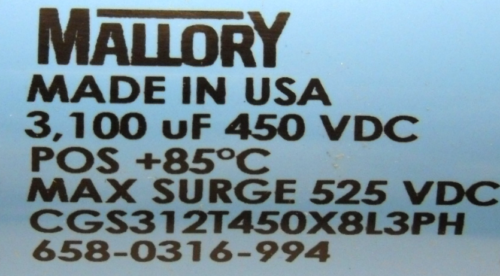 MALLORY
MADE IN USA
3,100 uF 450 VDC
POS +85°C
MAX SURGE 525 VDC
CGS312T450X8L3PH
658-0316-994